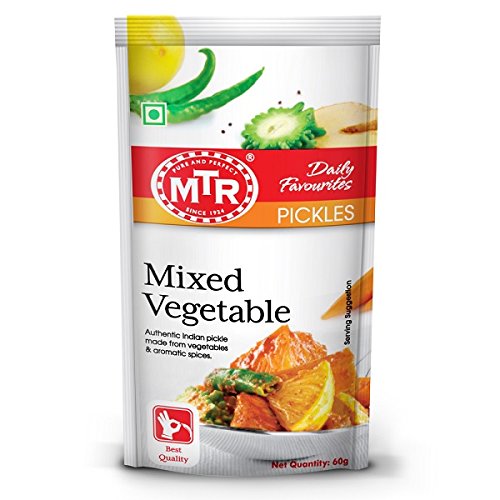 PURE AND PERFECT
MTR
®
SINCE 1924
Daily
Favourites
PICKLES
Mixed
Vegetable
Authentic Indian pickle
made from vegetables
& aromatic spices.
Serving Suggestion
Best
Quality
Net Quantity: 60g